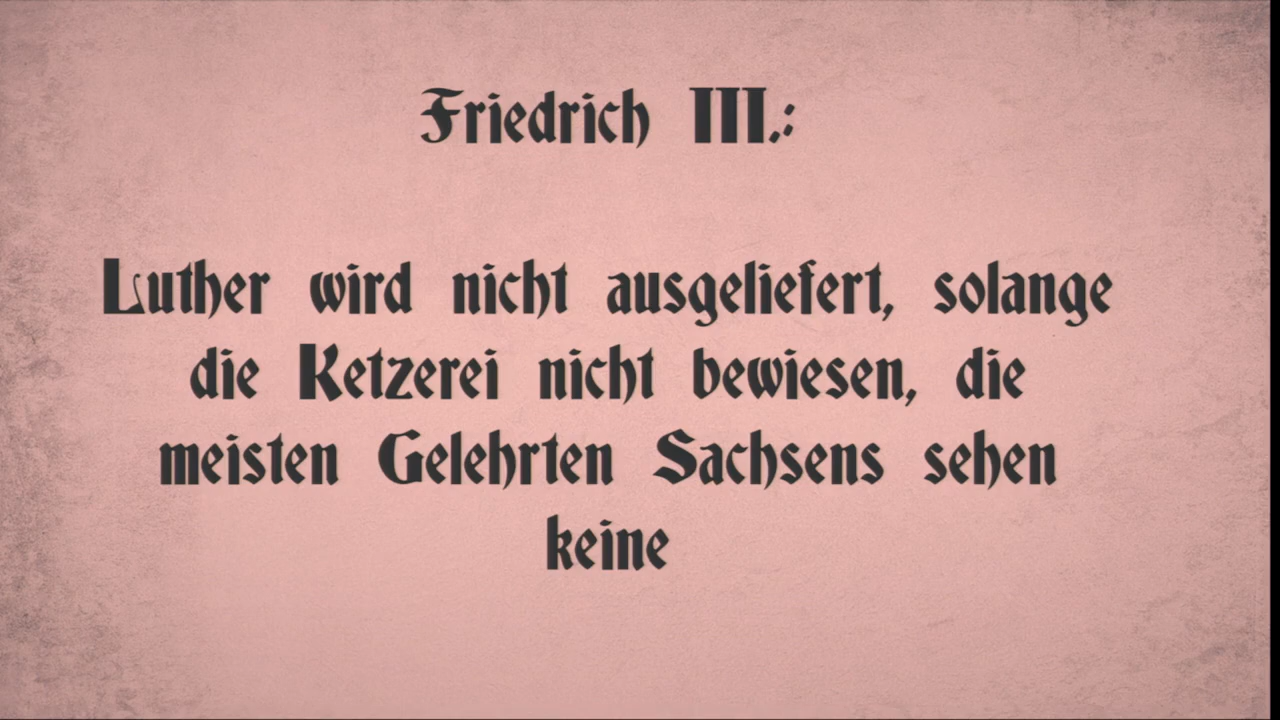 Friedrich III.:
Luther wird nicht ausgeliefert, solange
die Ketzerei nicht bewiesen, die
meisten Gelehrten Sachsens sehen
keine